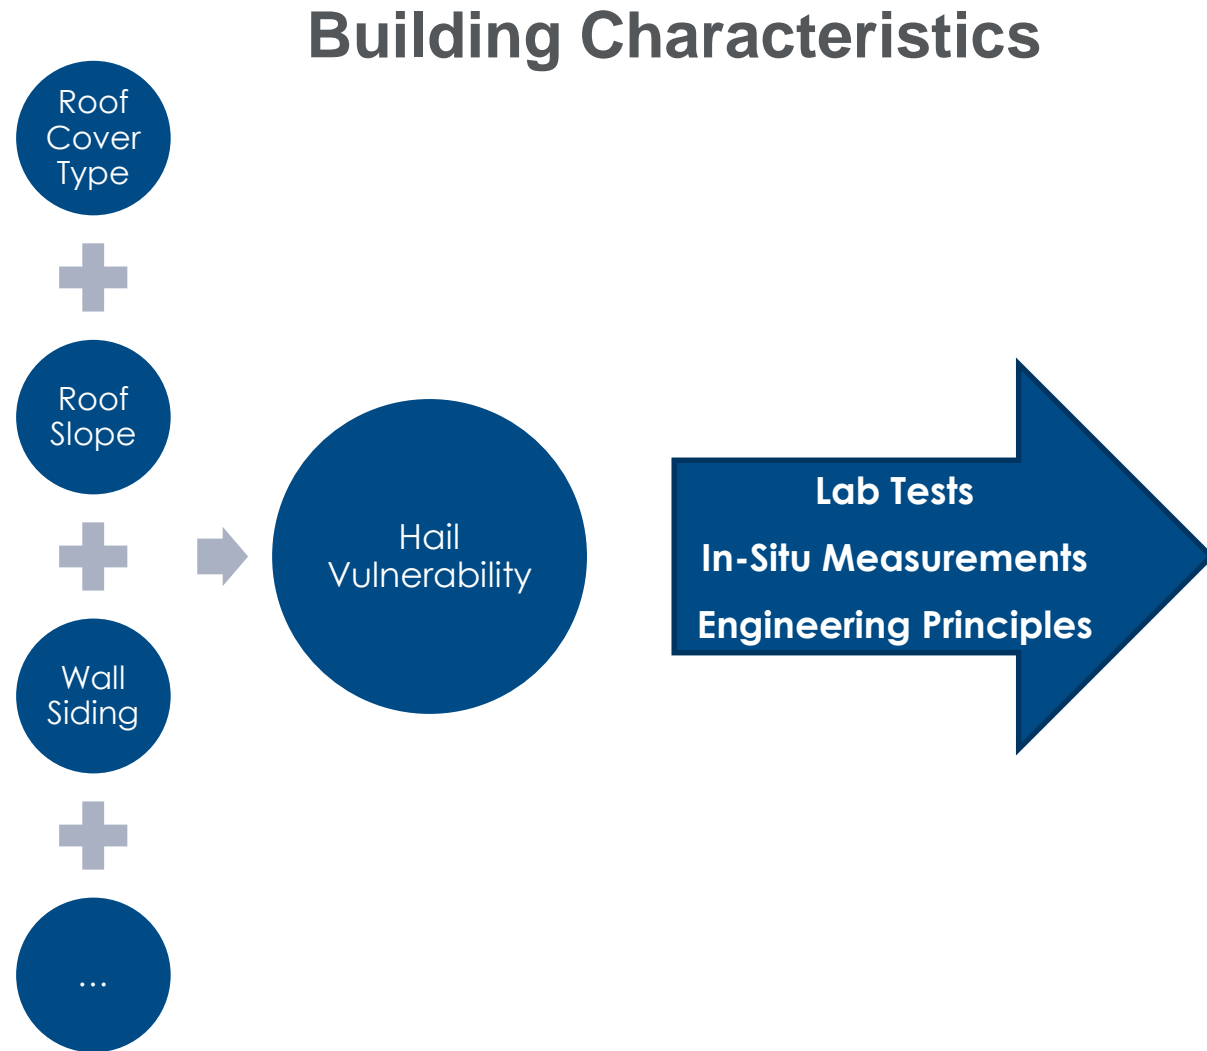 Building Characteristics
Roof
Cover
Type
Roof
Slope
Wall
Siding
...
Hail
Vulnerability
Lab Tests
In-Situ Measurements
Engineering Principles